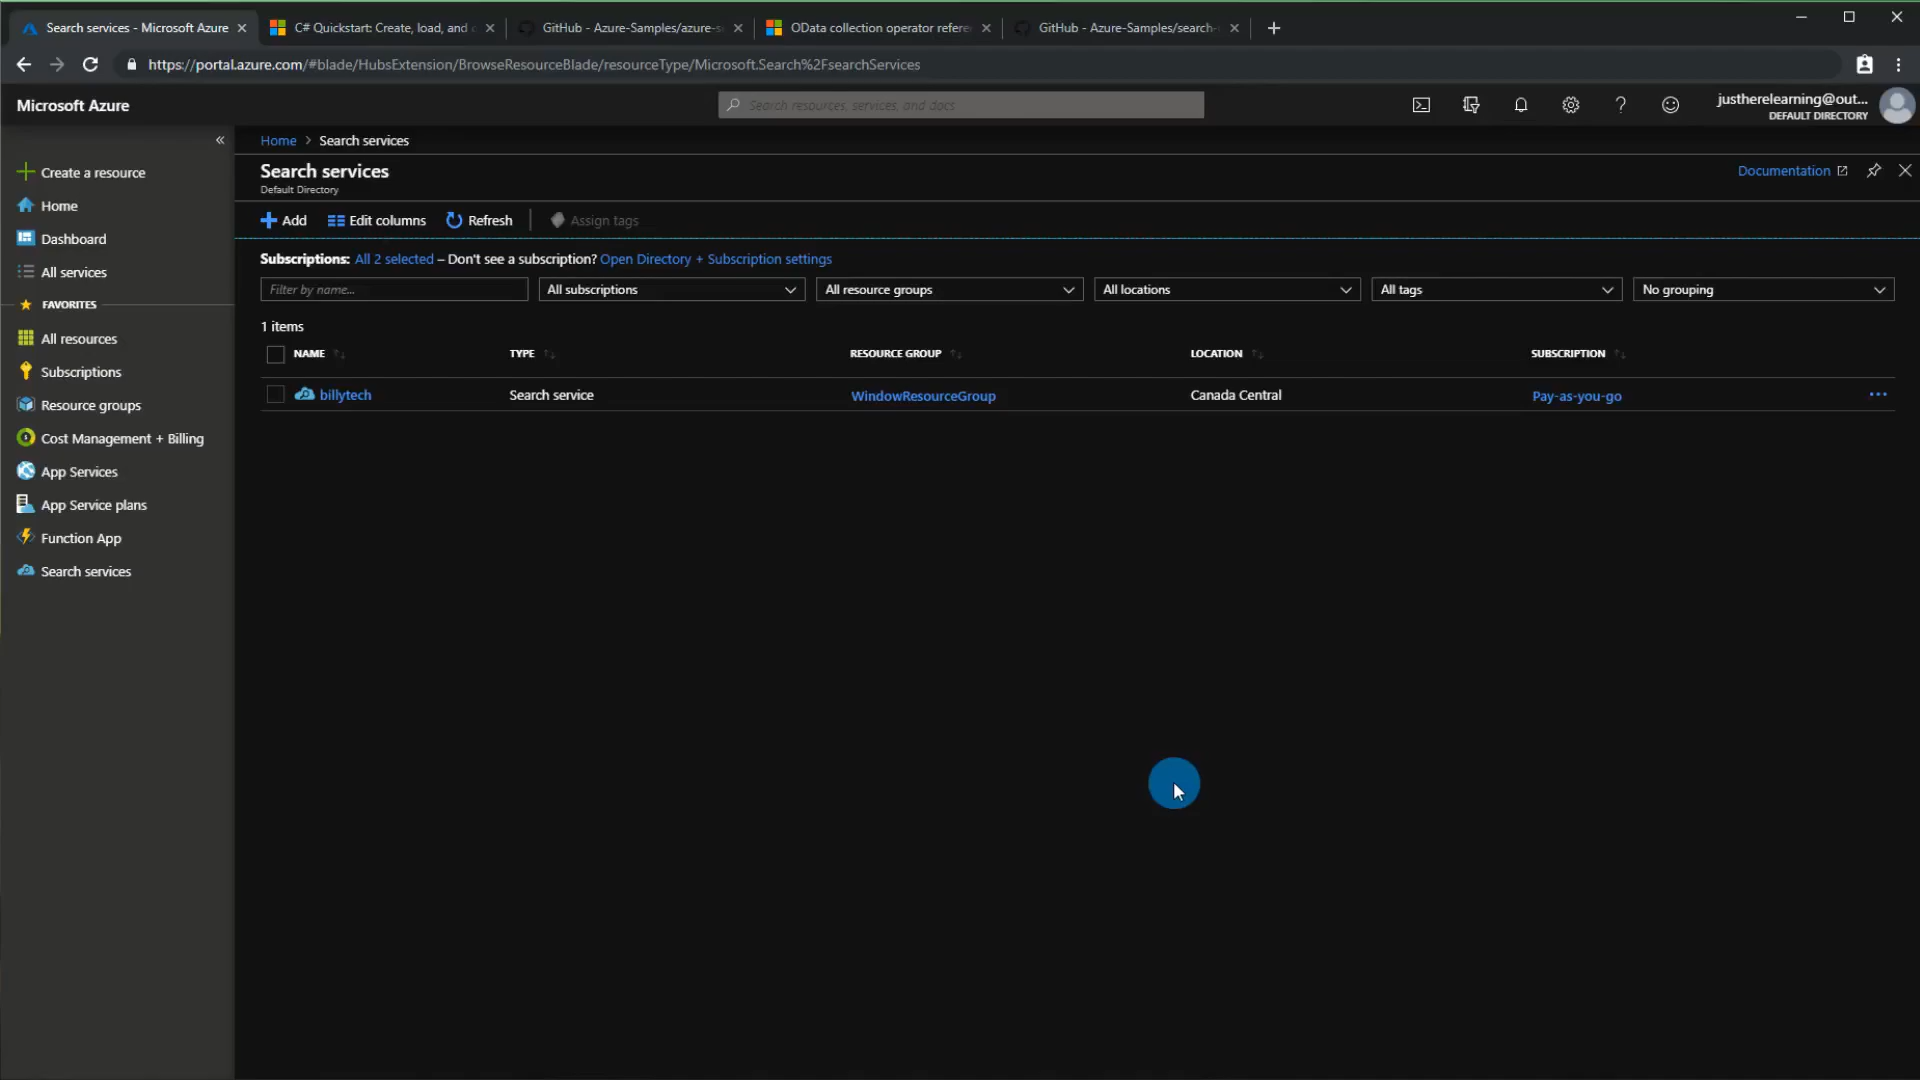 Search services - Microsoft Azure
C# Quickstart: Create, load, and
GitHub - Azure-Samples/azure-s
OData collection operator refere
GitHub - Azure-Samples/search-
https://portal.azure.com/#blade/HubsExtension/BrowseResourceBlade/resourceType/Microsoft.Search%2FsearchServices
Microsoft Azure
Search resources, services, and docs
justherelearning@out...
DEFAULT DIRECTORY
Home > Search services
Search services
Default Directory
Documentation
Create a resource
Home
Dashboard
All services
FAVORITES
All resources
Subscriptions
Resource groups
Cost Management + Billing
App Services
App Service plans
Function App
Search services
Add
Edit columns
Refresh
Assign tags
Subscriptions: All 2 selected – Don't see a subscription? Open Directory + Subscription settings
Filter by name...
All subscriptions
All resource groups
All locations
All tags
No grouping
1 items
NAME TYPE RESOURCE GROUP LOCATION SUBSCRIPTION
billytech Search service WindowResourceGroup Canada Central Pay-as-you-go